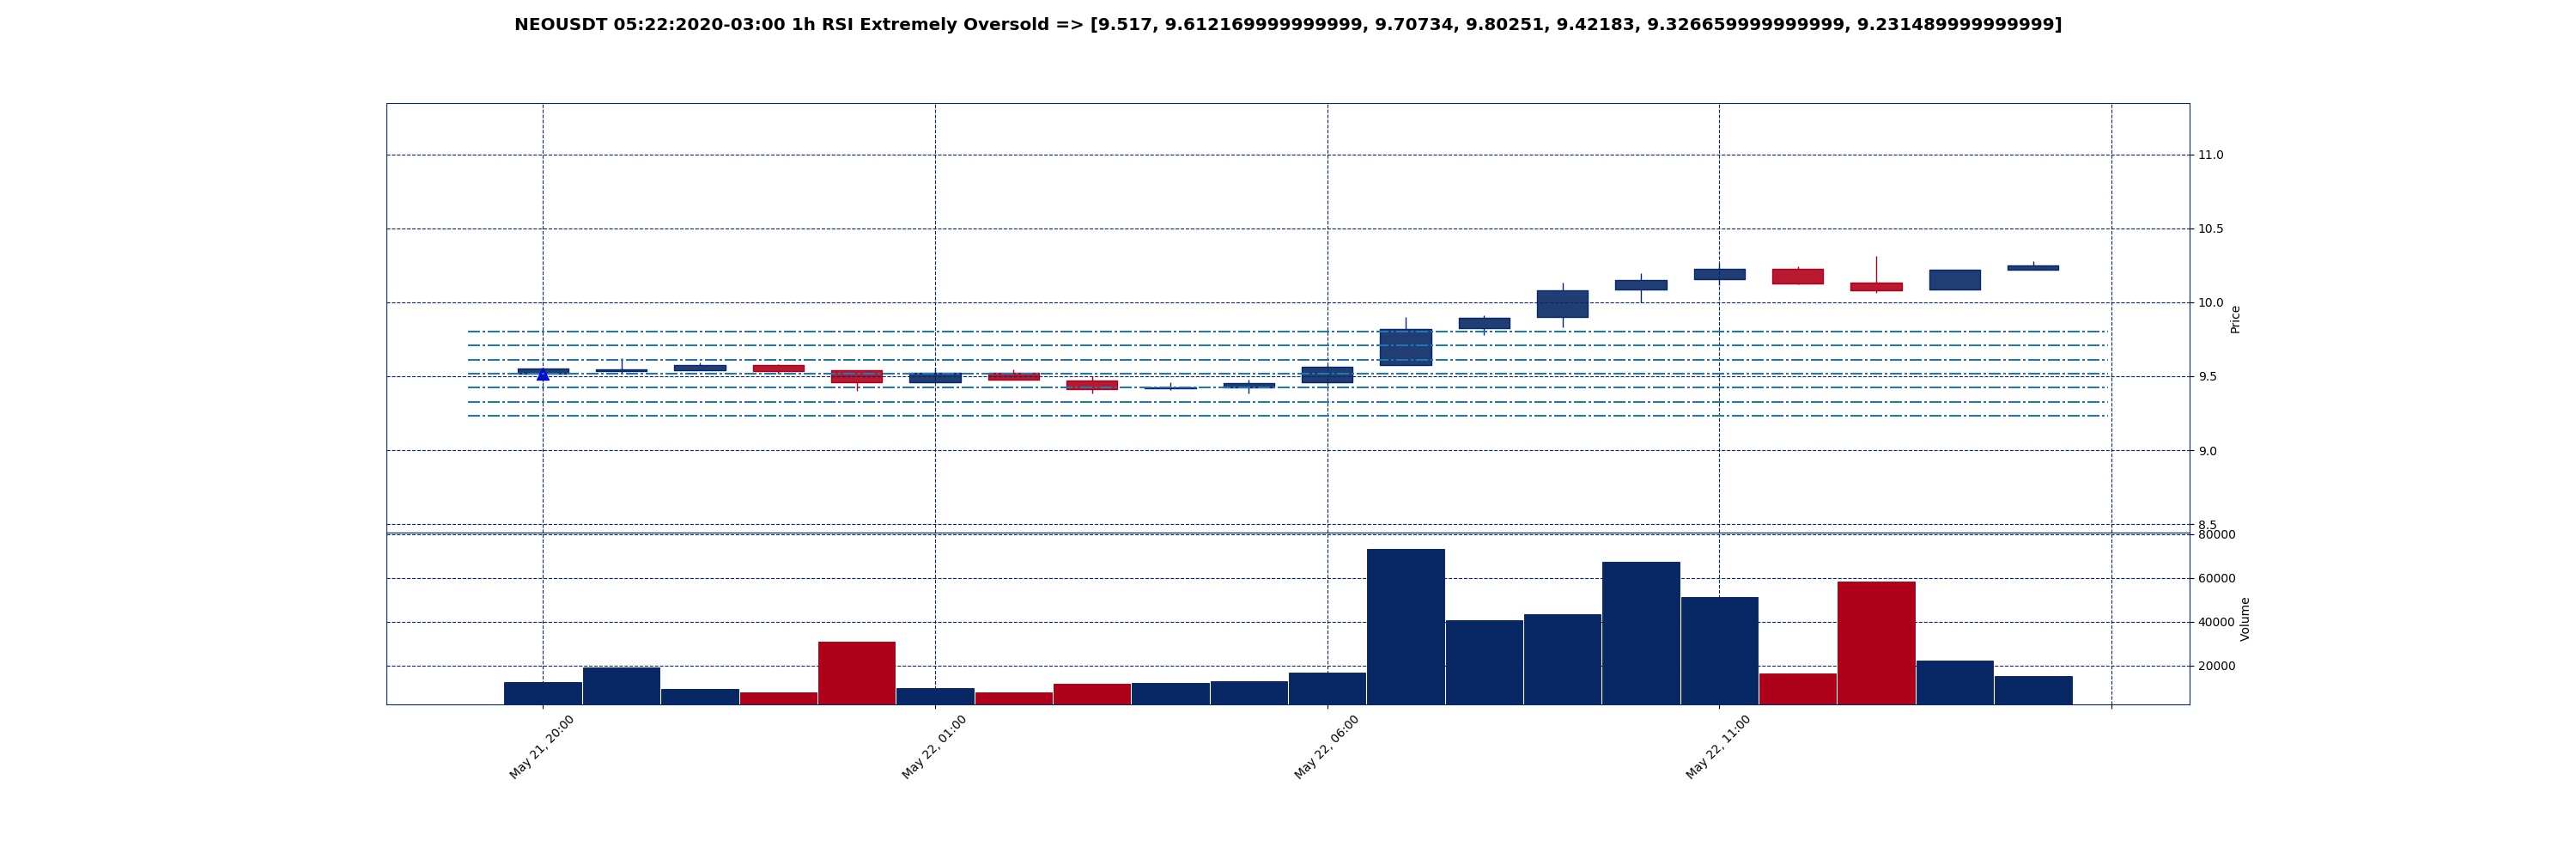 NEOUSDT 05:22:2020-03:00 1h RSI Extremely Oversold => [9.517, 9.612169999999999, 9.70734, 9.80251, 9.42183, 9.326659999999999, 9.231489999999999]
11.0
10.5
10.0
Price
9.5
9.0
8.5
80000
60000
Volume
40000
20000
May 21, 20:00
May 22, 01:00
May 22, 06:00
May 22, 11:00